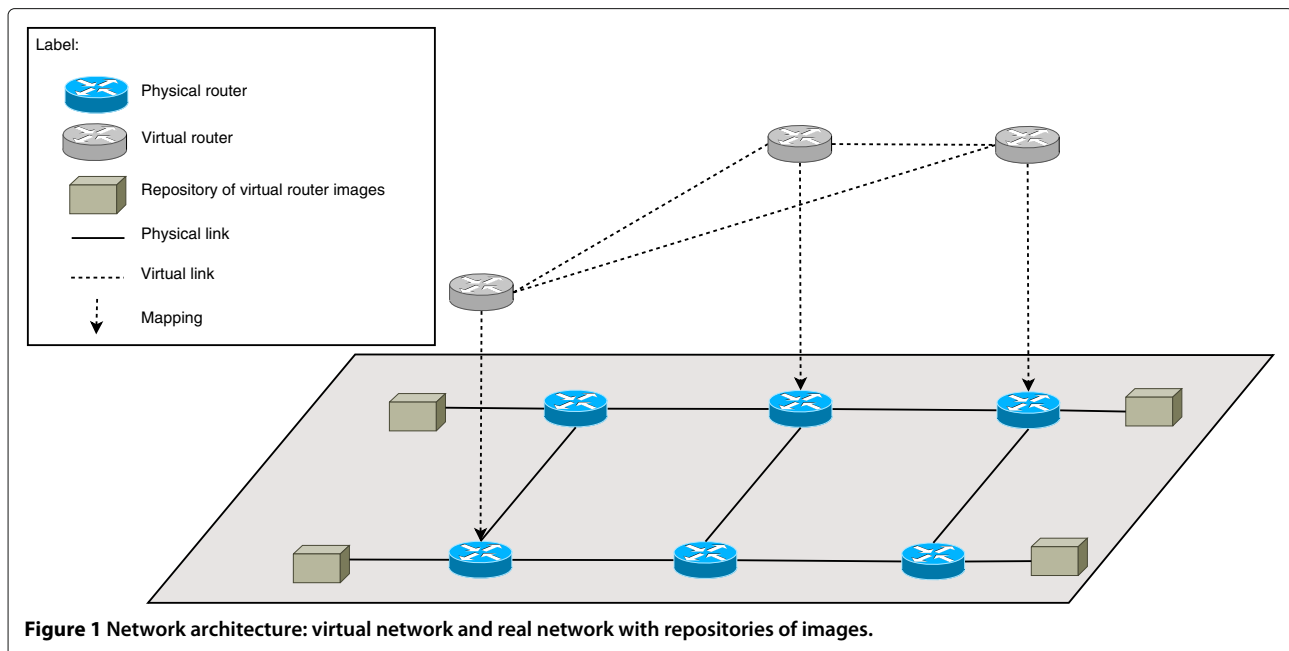 Label:
Physical router
Virtual router
Repository of virtual router images
Physical link
Virtual link
Mapping
Figure 1 Network architecture: virtual network and real network with repositories of images.